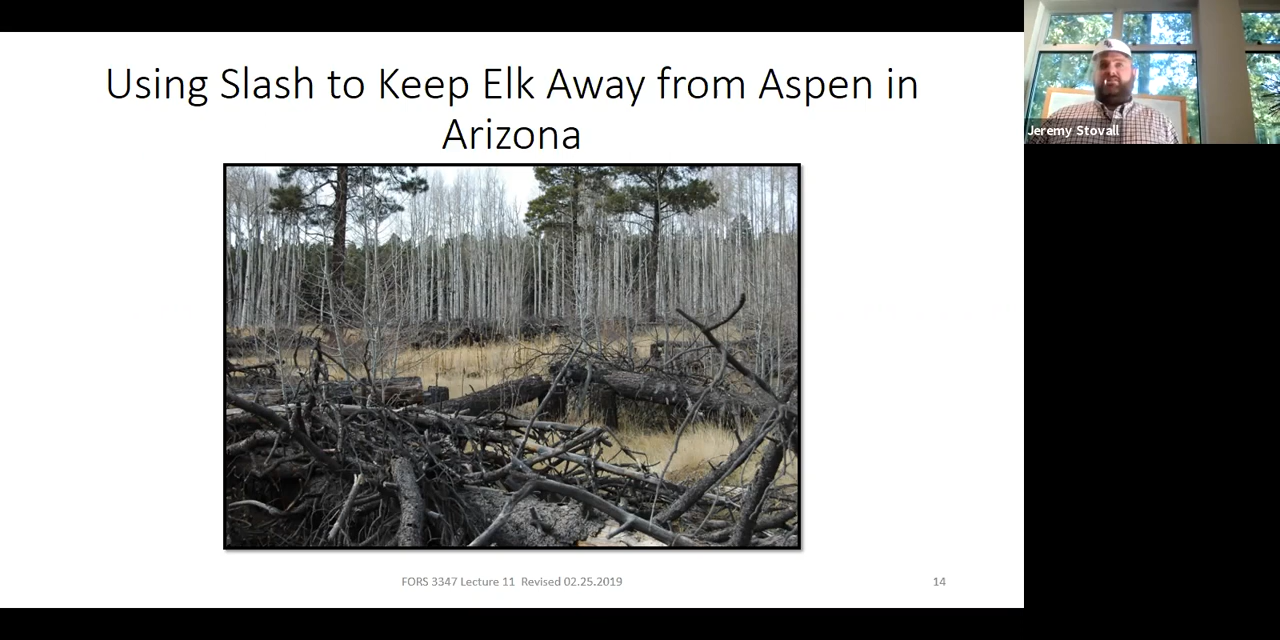 Using Slash to Keep Elk Away from Aspen in
Arizona
Jeremy Stovall
FORS 3347 Lecture 11 Revised 02.25.2019
14